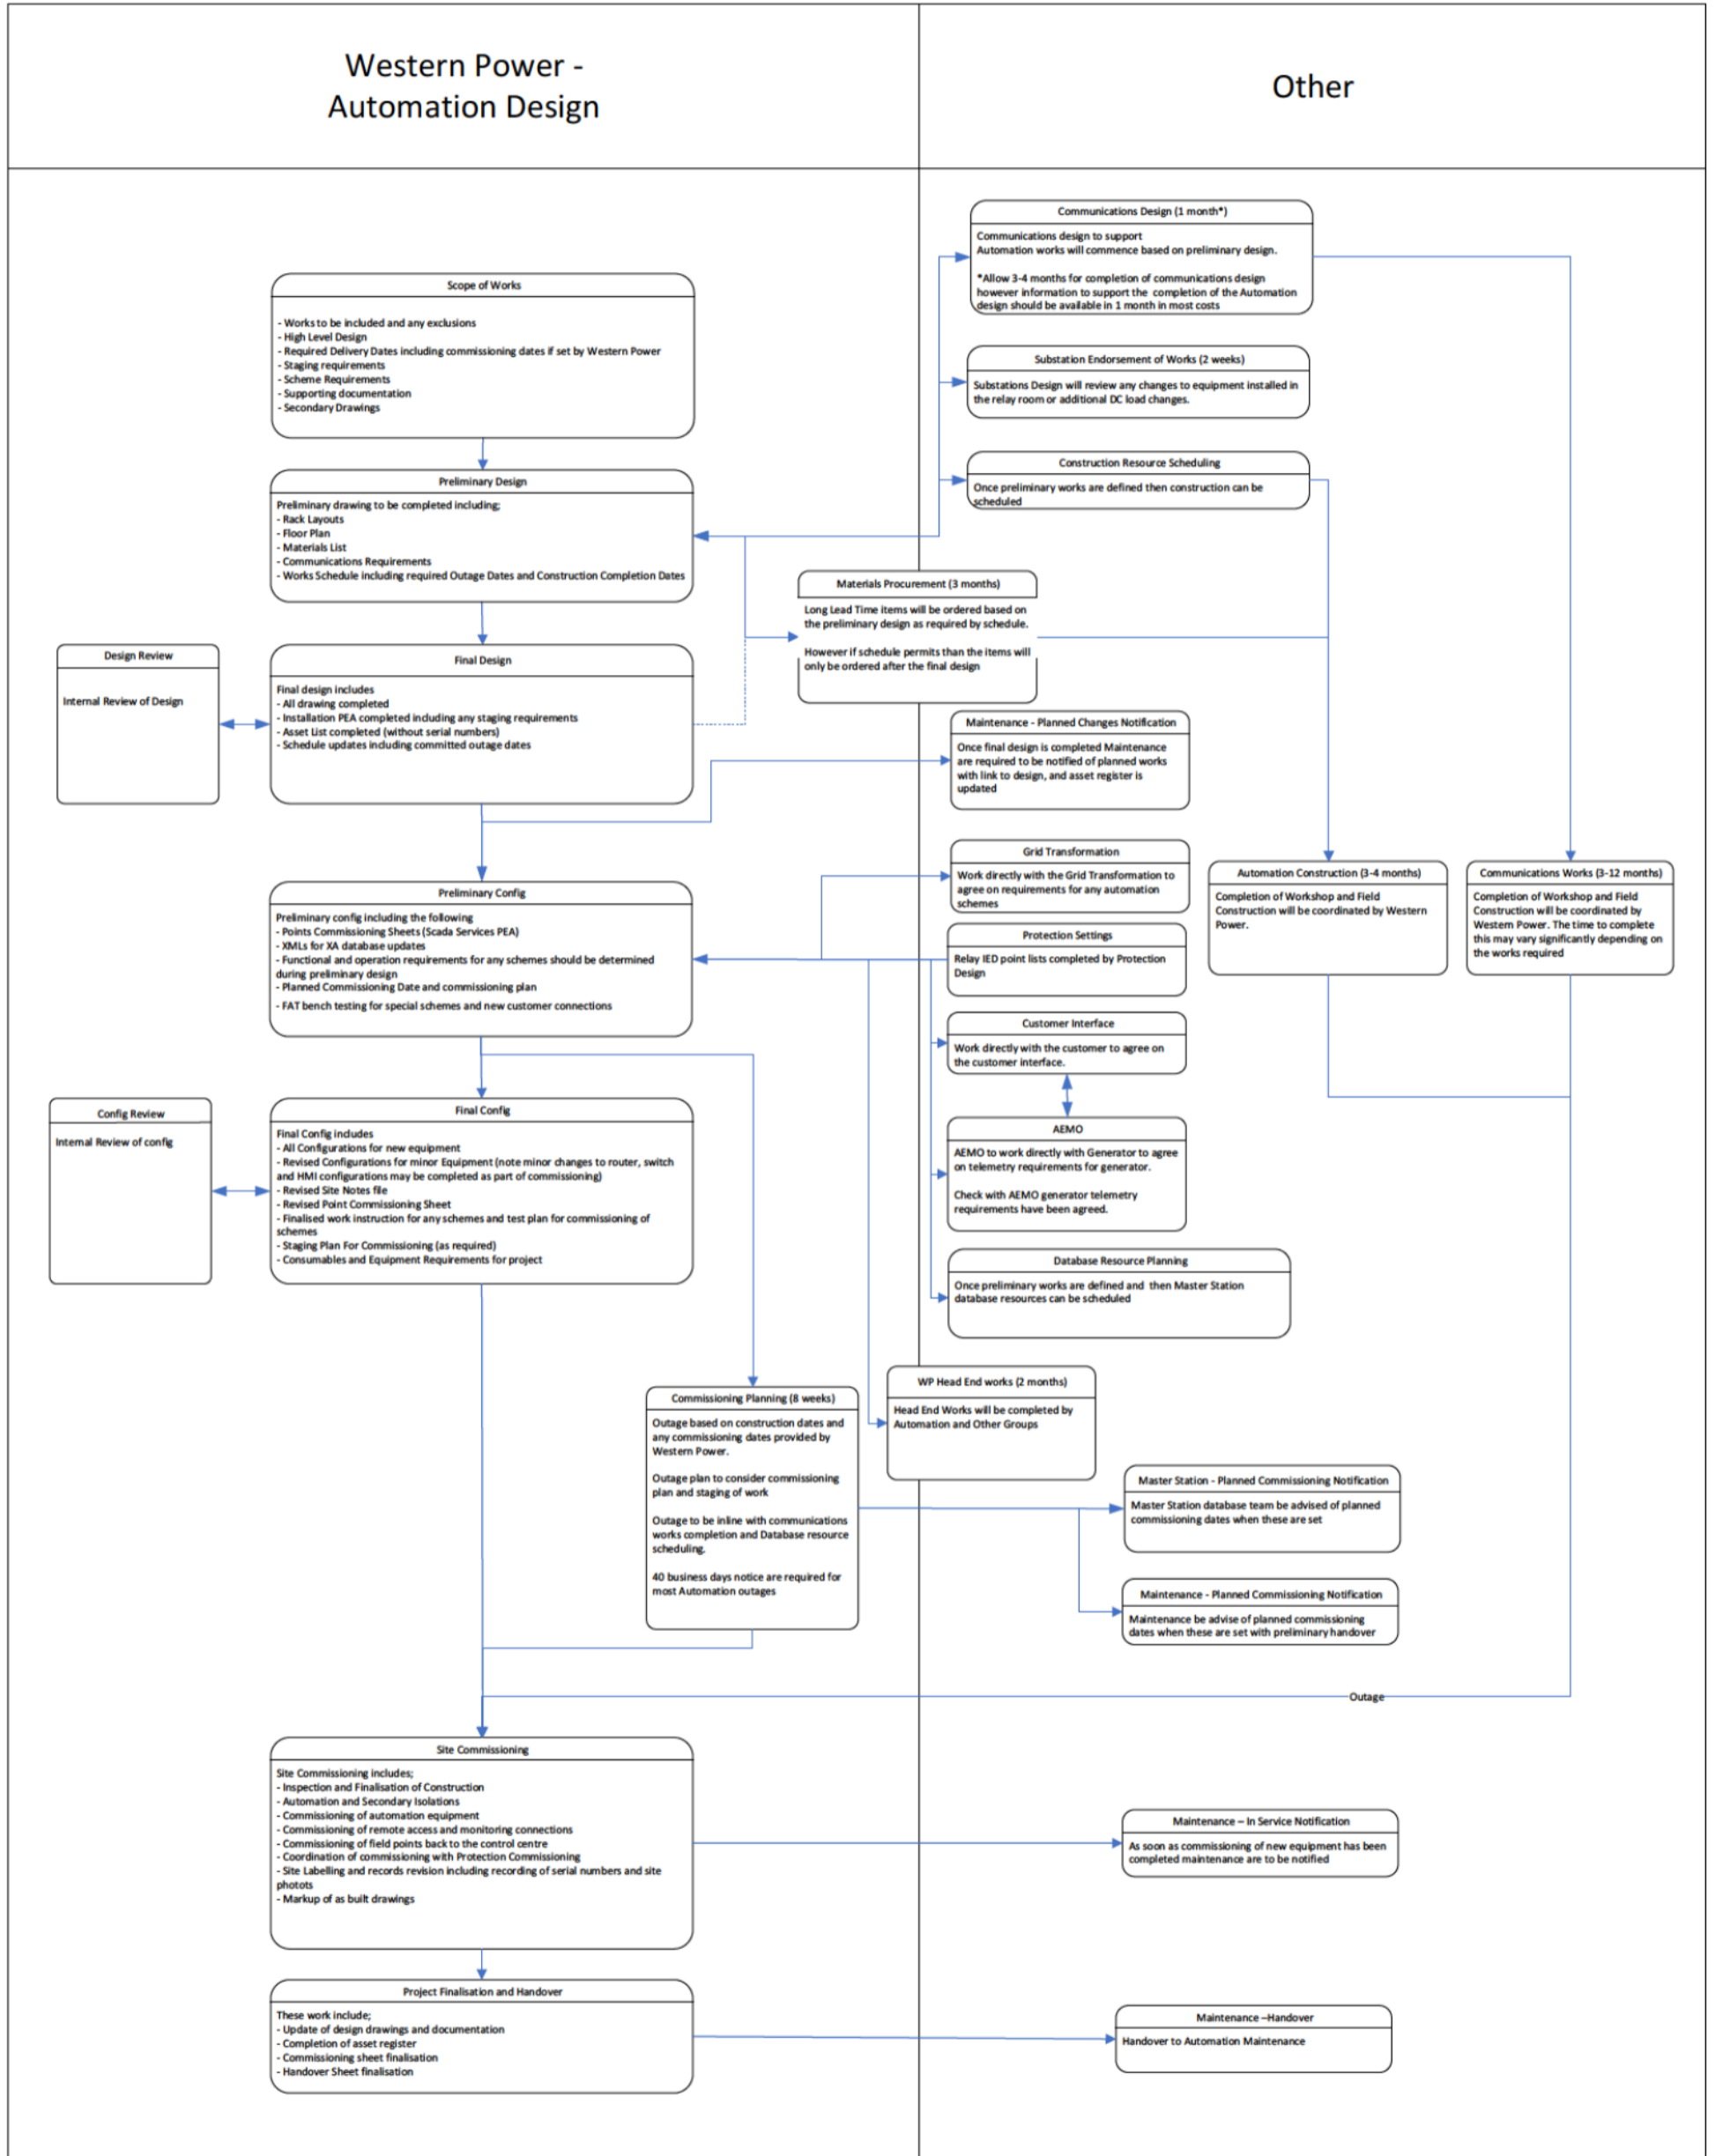 Western Power -
Automation Design
Other
Communications Design (1 month*)
Communications design to support
Automation works will commence based on preliminary design.
*Allow 3-4 months for completion of communications design
however information to support the completion of the Automation
design should be available in 1 month in most costs
Scope of Works
- Works to be included and any exclusions
- High Level Design
- Required Delivery Dates including commissioning dates if set by Western Power
- Staging requirements
- Scheme Requirements
- Supporting documentation
- Secondary Drawings
Substation Endorsement of Works (2 weeks)
Substations Design will review any changes to equipment installed in
the relay room or additional DC load changes.
Construction Resource Scheduling
Once preliminary works are defined then construction can be
scheduled
Preliminary Design
Preliminary drawing to be completed including;
- Rack Layouts
- Floor Plan
- Materials List
- Communications Requirements
- Works Schedule including required Outage Dates and Construction Completion Dates
Materials Procurement (3 months)
Long Lead Time items will be ordered based on
the preliminary design as required by schedule.
However if schedule permits than the items will
only be ordered after the final design
Design Review
Internal Review of Design
Final Design
Final design includes
- All drawing completed
- Installation PEA completed including any staging requirements
- Asset List completed (without serial numbers)
- Schedule updates including committed outage dates
Maintenance - Planned Changes Notification
Once final design is completed Maintenance
are required to be notified of planned works
with link to design, and asset register is
updated
Grid Transformation
Work directly with the Grid Transformation to
agree on requirements for any automation
schemes
Automation Construction (3-4 months)
Completion of Workshop and Field
Construction will be coordinated by Western
Power.
Communications Works (3-12 months)
Completion of Workshop and Field
Construction will be coordinated by
Western Power. The time to complete
this may vary significantly depending on
the works required
Preliminary Config
Preliminary config including the following
- Points Commissioning Sheets (Scada Services PEA)
- XMLs for XA database updates
- Functional and operation requirements for any schemes should be determined
during preliminary design
- Planned Commissioning Date and commissioning plan
- FAT bench testing for special schemes and new customer connections
Protection Settings
Relay IED point lists completed by Protection
Design
Customer Interface
Work directly with the customer to agree on
the customer interface.
Config Review
Internal Review of config
Final Config
Final Config includes
- All Configurations for new equipment
- Revised Configurations for minor Equipment (note minor changes to router, switch
and HMI configurations may be completed as part of commissioning)
- Revised Site Notes file
- Revised Point Commissioning Sheet
- Finalised work instruction for any schemes and test plan for commissioning of
schemes
- Staging Plan For Commissioning (as required)
- Consumables and Equipment Requirements for project
AEMO
AEMO to work directly with Generator to agree
on telemetry requirements for generator.
Check with AEMO generator telemetry
requirements have been agreed.
Database Resource Planning
Once preliminary works are defined and then Master Station
database resources can be scheduled
WP Head End works (2 months)
Head End Works will be completed by
Automation and Other Groups
Commissioning Planning (8 weeks)
Outage based on construction dates and
any commissioning dates provided by
Western Power.
Outage plan to consider commissioning
plan and staging of work
Outage to be inline with communications
works completion and Database resource
scheduling.
40 business days notice are required for
most Automation outages
Master Station - Planned Commissioning Notification
Master Station database team be advised of planned
commissioning dates when these are set
Maintenance - Planned Commissioning Notification
Maintenance be advise of planned commissioning
dates when these are set with preliminary handover
Outage
Site Commissioning
Site Commissioning includes;
- Inspection and Finalisation of Construction
- Automation and Secondary Isolations
- Commissioning of automation equipment
- Commissioning of remote access and monitoring connections
- Commissioning of field points back to the control centre
- Coordination of commissioning with Protection Commissioning
- Site Labelling and records revision including recording of serial numbers and site
photots
- Markup of as built drawings
Maintenance – In Service Notification
As soon as commissioning of new equipment has been
completed maintenance are to be notified
Project Finalisation and Handover
These work include;
- Update of design drawings and documentation
- Completion of asset register
- Commissioning sheet finalisation
- Handover Sheet finalisation
Maintenance –Handover
Handover to Automation Maintenance